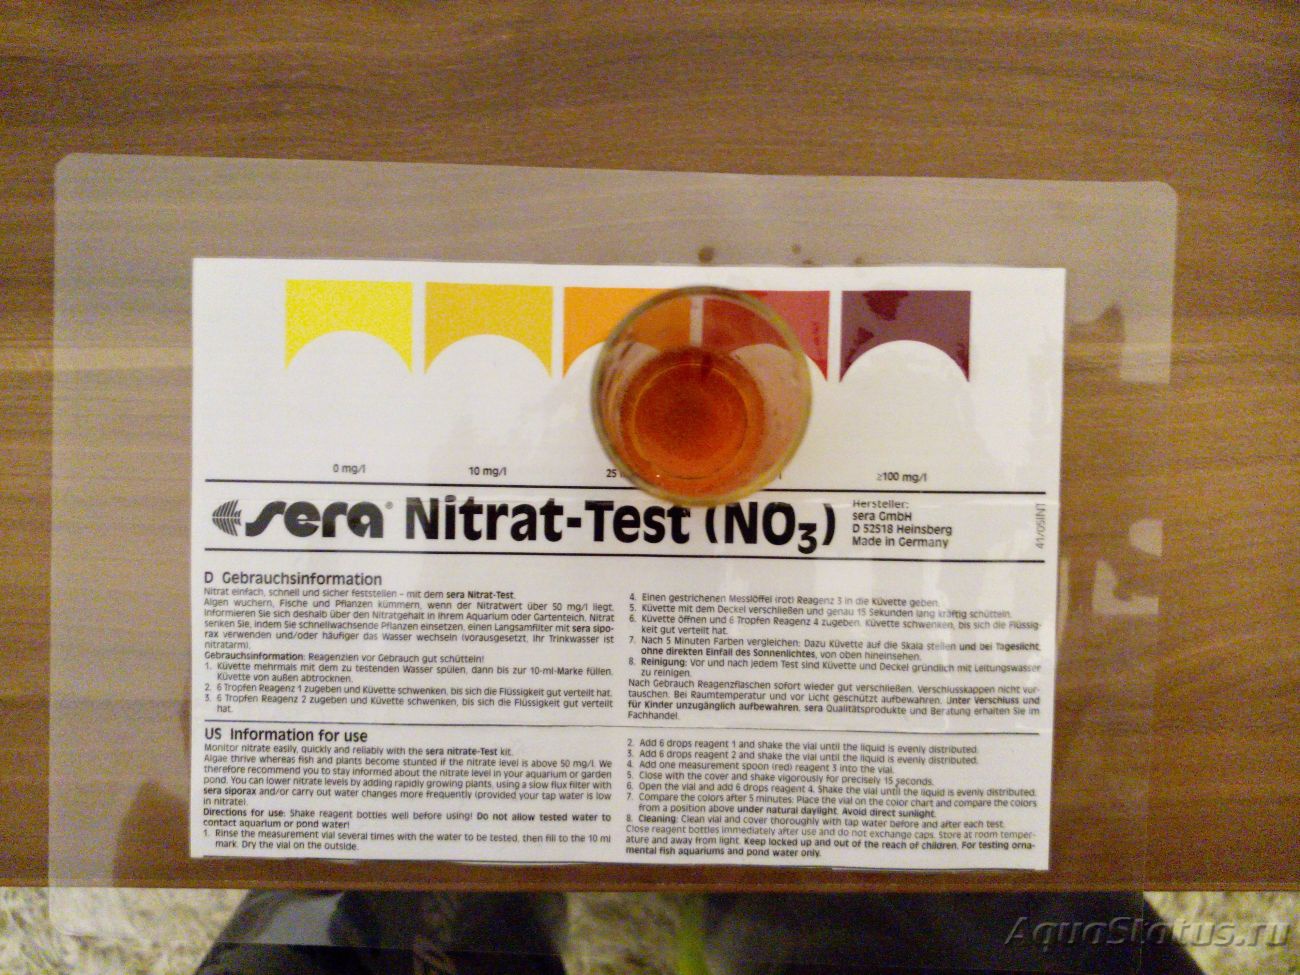 0 mg/l 10 mg/l 25 ≥100 mg/l
sera® Nitrat-Test (NO3)
Hersteller:
sera GmbH
D 52518 Heinsberg
Made in Germany
41/05INT
D Gebrauchsinformation
Nitrat einfach, schnell und sicher feststellen – mit dem sera Nitrat-Test.
Algen wuchern, Fische und Pflanzen kümmern, wenn der Nitratwert über 50 mg/l liegt.
Informieren Sie sich deshalb über den Nitratgehalt in Ihrem Aquarium oder Gartenteich. Nitrat
senken Sie, indem Sie schnellwachsende Pflanzen einsetzen, einen Langsamfilter mit sera sipo-
rax verwenden und/oder häufiger das Wasser wechseln (vorausgesetzt, Ihr Trinkwasser ist
nitratarm).
Gebrauchsinformation: Reagenzien vor Gebrauch gut schütteln!
1. Küvette mehrmals mit dem zu testenden Wasser spülen, dann bis zur 10-ml-Marke füllen.
Küvette von außen abtrocknen.
2. 6 Tropfen Reagenz 1 zugeben und Küvette schwenken, bis sich die Flüssigkeit gut verteilt hat.
3. 6 Tropfen Reagenz 2 zugeben und Küvette schwenken, bis sich die Flüssigkeit gut verteilt
hat.
4. Einen gestrichenen Messlöffel (rot) Reagenz 3 in die Küvette geben.
5. Küvette mit dem Deckel verschließen und genau 15 Sekunden lang kräftig schütteln.
6. Küvette öffnen und 6 Tropfen Reagenz 4 zugeben. Küvette schwenken, bis sich die Flüssig-
keit gut verteilt hat.
7. Nach 5 Minuten Farben vergleichen: Dazu Küvette auf die Skala stellen und bei Tageslicht,
ohne direkten Einfall des Sonnenlichtes, von oben hineinsehen.
8. Reinigung: Vor und nach jedem Test sind Küvette und Deckel gründlich mit Leitungswasser
zu reinigen.
Nach Gebrauch Reagenzflaschen sofort wieder gut verschließen. Verschlusskappen nicht ver-
tauschen. Bei Raumtemperatur und vor Licht geschützt aufbewahren. Unter Verschluss und
für Kinder unzugänglich aufbewahren. sera Qualitätsprodukte und Beratung erhalten Sie im
Fachhandel.
US Information for use
Monitor nitrate easily, quickly and reliably with the sera nitrate-Test kit.
Algae thrive whereas fish and plants become stunted if the nitrate level is above 50 mg/l. We
therefore recommend you to stay informed about the nitrate level in your aquarium or garden
pond. You can lower nitrate levels by adding rapidly growing plants, using a slow flux filter with
sera siporax and/or carry out water changes more frequently (provided your tap water is low
in nitrate).
Directions for use: Shake reagent bottles well before using! Do not allow tested water to
contact aquarium or pond water!
1. Rinse the measurement vial several times with the water to be tested, then fill to the 10 ml
mark. Dry the vial on the outside.
2. Add 6 drops reagent 1 and shake the vial until the liquid is evenly distributed.
3. Add 6 drops reagent 2 and shake the vial until the liquid is evenly distributed.
4. Add one measurement spoon (red) reagent 3 into the vial.
5. Close with the cover and shake vigorously for precisely 15 seconds.
6. Open the vial and add 6 drops reagent 4. Shake the vial until the liquid is evenly distributed.
7. Compare the colors after 5 minutes: Place the vial on the color chart and compare the colors
from a position above under natural daylight. Avoid direct sunlight.
8. Cleaning: Clean vial and cover thoroughly with tap water before and after each test.
Close reagent bottles immediately after use and do not exchange caps. Store at room temper-
ature and away from light. Keep locked up and out of the reach of children. For testing orna-
mental fish aquariums and pond water only.
AquaStatus.ru